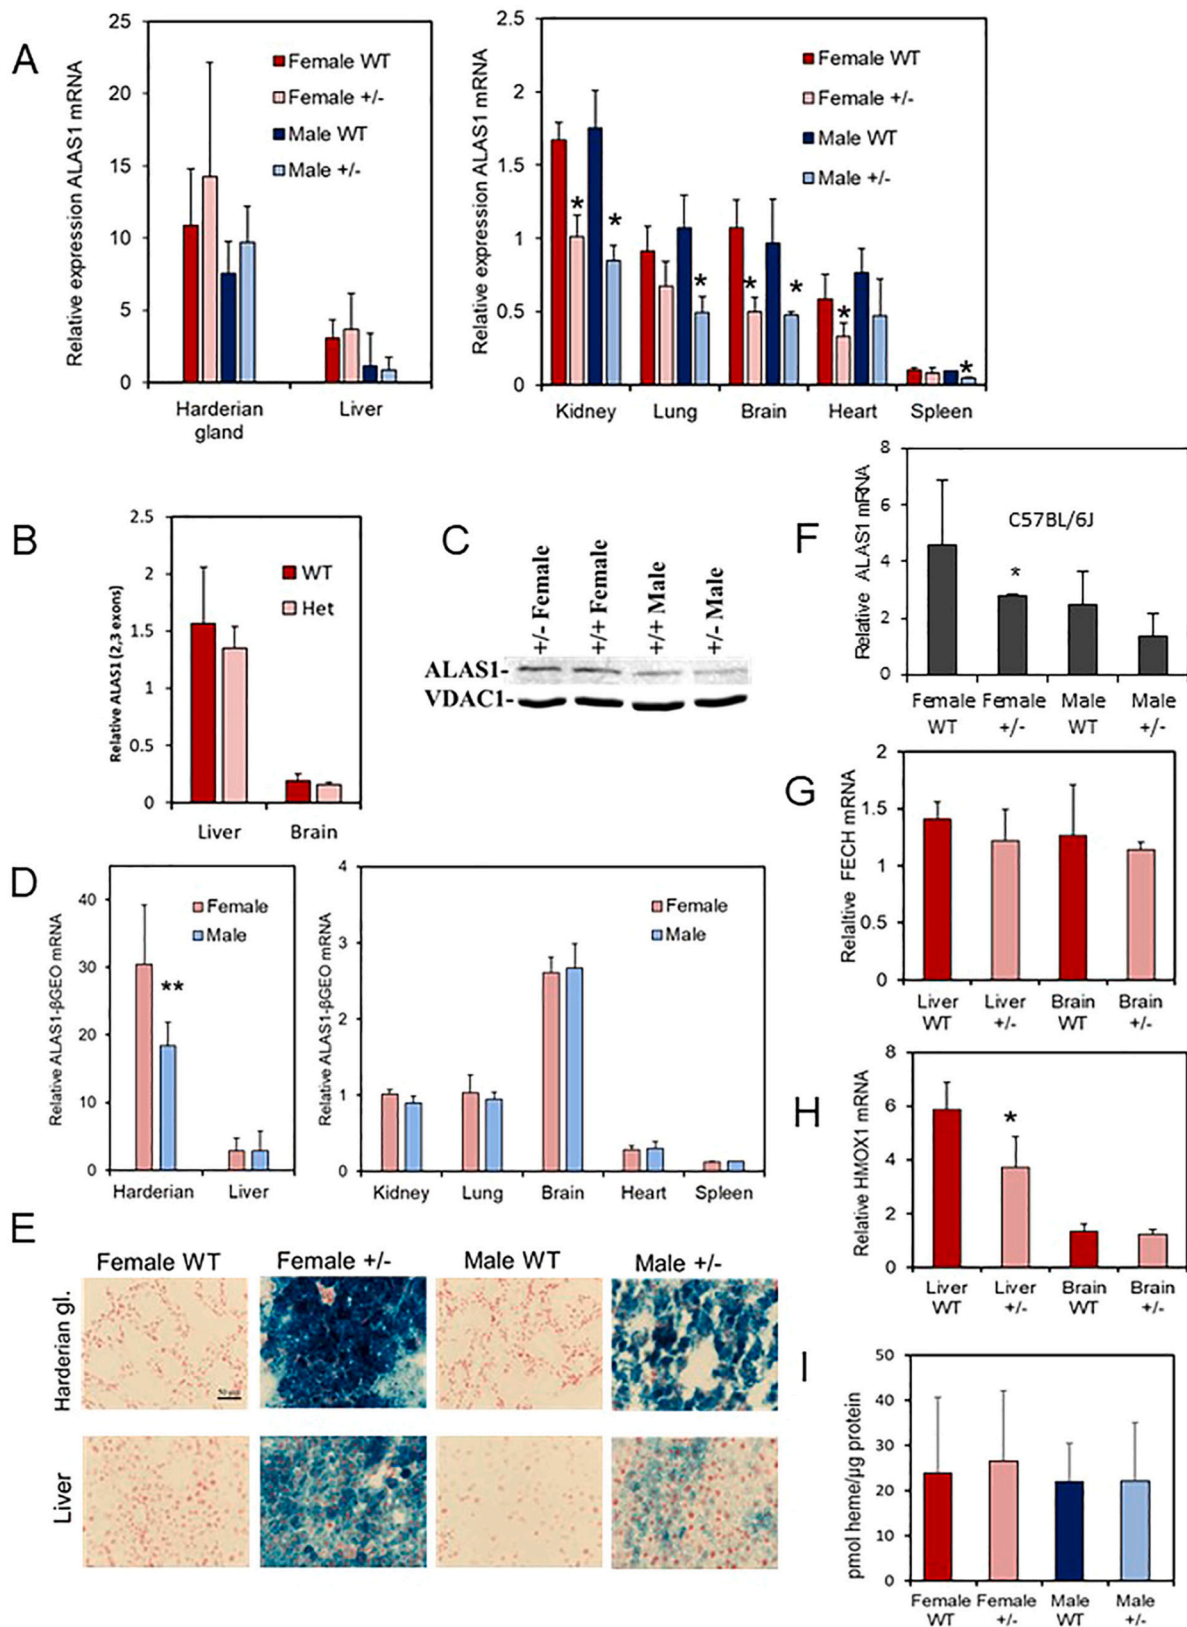 A
Relative expression ALAS1 mRNA
25
20
15
10
5
0
Female WT
Female +/-
Male WT
Male +/-
Harderian gland
Liver
Relative expression ALAS1 mRNA
2.5
2
1.5
1
0.5
0
Female WT
Female +/-
Male WT
Male +/-
* * * * * * *
Kidney Lung Brain Heart Spleen
B
Relative ALAS1 (2,3 exons)
2.5
2
1.5
1
0.5
0
WT
Het
Liver Brain
C
+/- Female
+/+ Female
+/+ Male
+/- Male
ALAS1-
VDAC1-
F
Relative ALAS1 mRNA
8
6
4
2
0
C57BL/6J
*
Female WT
Female +/-
Male WT
Male +/-
G
Relaltive FECH mRNA
2
1.5
1
0.5
0
Liver WT
Liver +/-
Brain WT
Brain +/-
D
Relative ALAS1-βGEO mRNA
40
30
20
10
0
Female
Male
**
Harderian Liver
Relative ALAS1-βGEO mRNA
4
3
2
1
0
Female
Male
Kidney Lung Brain Heart Spleen
H
Relative HMOX1 mRNA
8
6
4
2
0
*
Liver WT
Liver +/-
Brain WT
Brain +/-
E
Female WT Female +/- Male WT Male +/-
Harderian gl.
Liver
I
pmol heme/µg protein
50
40
30
20
10
0
Female WT
Female +/-
Male WT
Male +/-